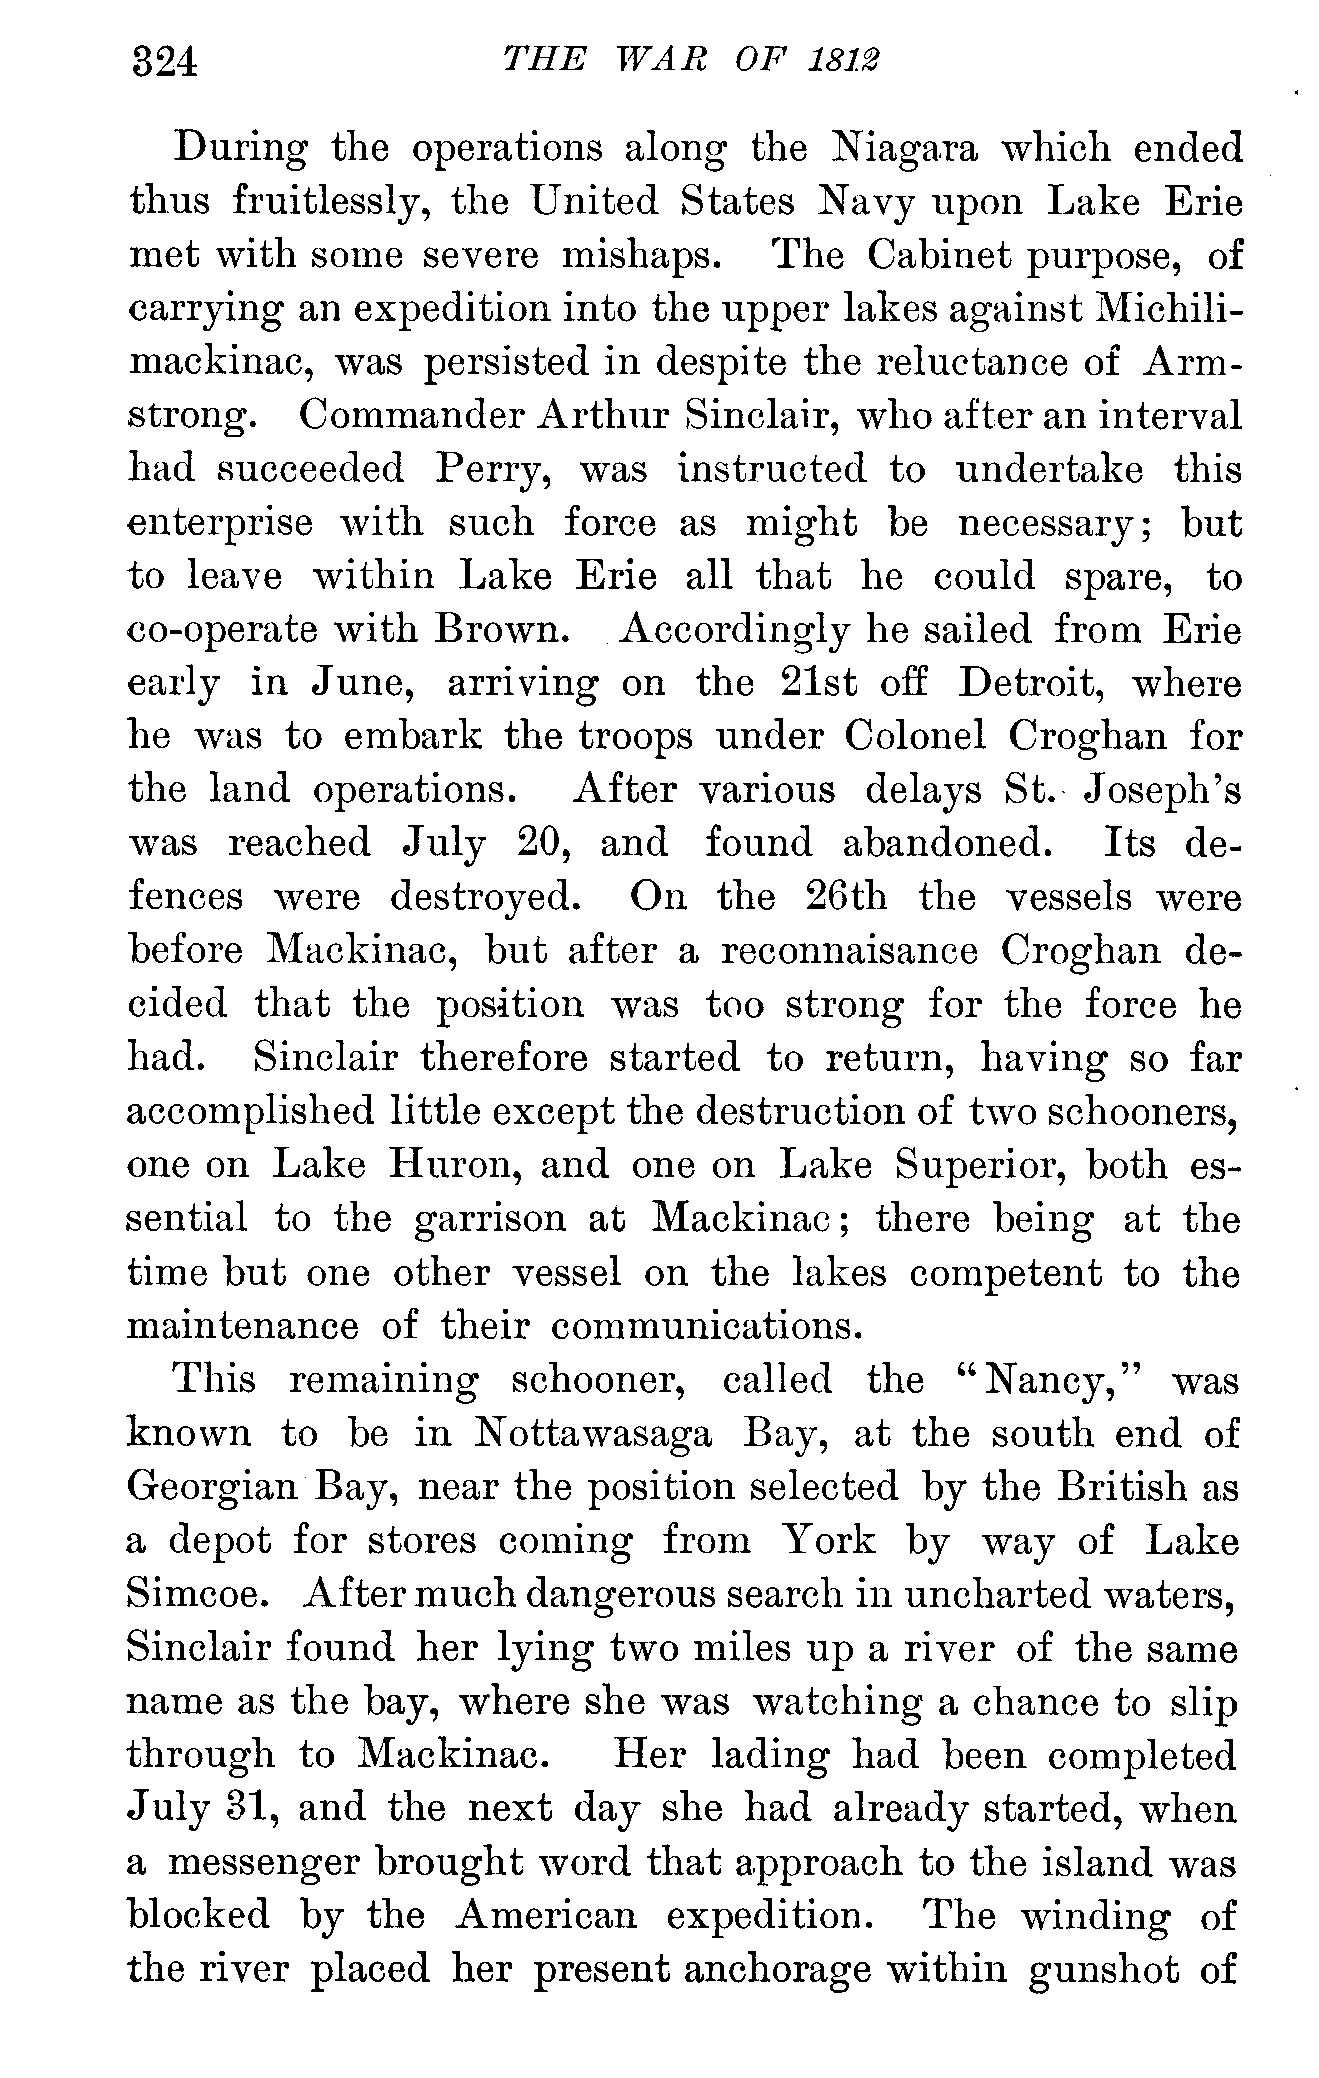 324 THE WAR OF 1812
During the operations along the Niagara which ended
thus fruitlessly, the United States Navy upon Lake Erie
met with some severe mishaps. The Cabinet purpose, of
carrying an expedition into the upper lakes against Michili-
mackinac, was persisted in despite the reluctance of Arm-
strong. Commander Arthur Sinclair, who after an interval
had succeeded Perry, was instructed to undertake this
enterprise with such force as might be necessary; but
to leave within Lake Erie all that he could spare, to
co-operate with Brown. Accordingly he sailed from Erie
early in June, arriving on the 21st off Detroit, where
he was to embark the troops under Colonel Croghan for
the land operations. After various delays St. Joseph's
was reached July 20, and found abandoned. Its de-
fences were destroyed. On the 26th the vessels were
before Mackinac, but after a reconnaisance Croghan de-
cided that the position was too strong for the force he
had. Sinclair therefore started to return, having so far
accomplished little except the destruction of two schooners,
one on Lake Huron, and one on Lake Superior, both es-
sential to the garrison at Mackinac; there being at the
time but one other vessel on the lakes competent to the
maintenance of their communications.
This remaining schooner, called the “Nancy,” was
known to be in Nottawasaga Bay, at the south end of
Georgian Bay, near the position selected by the British as
a depot for stores coming from York by way of Lake
Simcoe. After much dangerous search in uncharted waters,
Sinclair found her lying two miles up a river of the same
name as the bay, where she was watching a chance to slip
through to Mackinac. Her lading had been completed
July 31, and the next day she had already started, when
a messenger brought word that approach to the island was
blocked by the American expedition. The winding of
the river placed her present anchorage within gunshot of